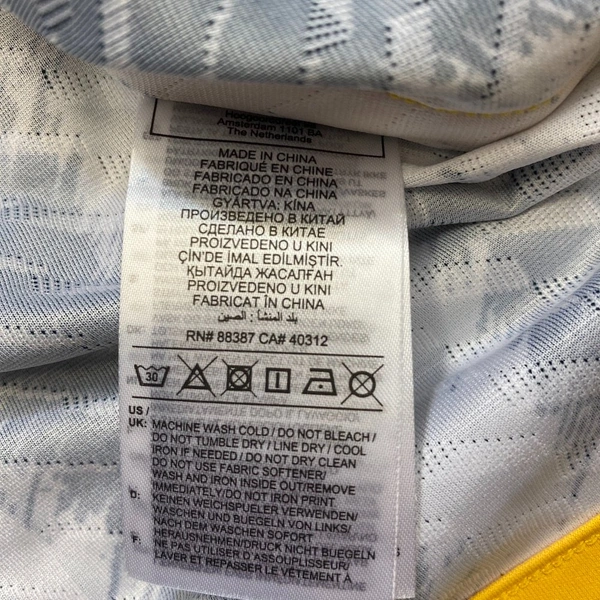 Amsterdam 1101 BA
The Netherlands
MADE IN CHINA
FABRIQUÉ EN CHINE
FABRICADO EN CHINA
FABRICADO NA CHINA
GYÁRTVA: KÍNA
ПРОИЗВЕДЕНО В КИТАЙ
СДЕЛАНО В КИТАЕ
PROIZVEDENO U KINI
ÇİN'DE İMAL EDİLMİŞTİR.
ҚЫТАЙДА ЖАСАЛҒАН
PROIZVEDENO U KINI
FABRICAT ÎN CHINA
بلد المنشأ: الصين
RN# 88387 CA# 40312
30
US /
UK: MACHINE WASH COLD / DO NOT BLEACH /
DO NOT TUMBLE DRY / LINE DRY / COOL
IRON IF NEEDED / DO NOT DRY CLEAN
DO NOT USE FABRIC SOFTENER/
WASH AND IRON INSIDE OUT/REMOVE
IMMEDIATELY/DO NOT IRON PRINT
D: KEINEN WEICHSPUELER VERWENDEN/
WASCHEN UND BUEGELN VON LINKS/
NACH DEM WASCHEN SOFORT
HERAUSNEHMEN/DRUCK NICHT BUEGELN
F: NE PAS UTILISER D'ASSOUPLISSEUR/
LAVER ET REPASSER LE VÊTEMENT À